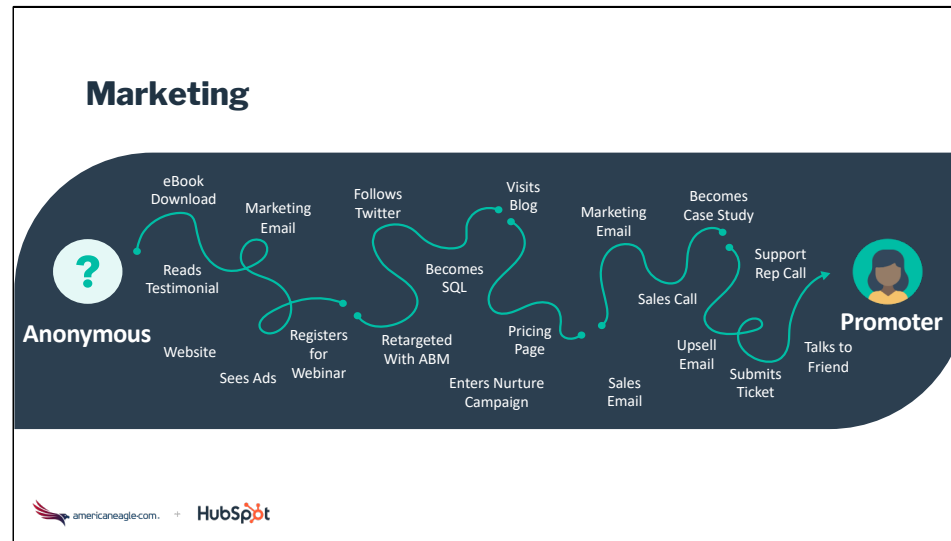 Marketing
eBook
Download
Marketing
Email
Follows
Twitter
Visits
Blog
Marketing
Email
Becomes
Case Study
?
Reads
Testimonial
Becomes
SQL
Sales Call
Support
Rep Call
Anonymous
Promoter
Website
Sees Ads
Registers
for
Webinar
Retargeted
With ABM
Pricing
Page
Enters Nurture
Campaign
Sales
Email
Upsell
Email
Submits
Ticket
Talks to
Friend
americaneagle.com. + HubSpot